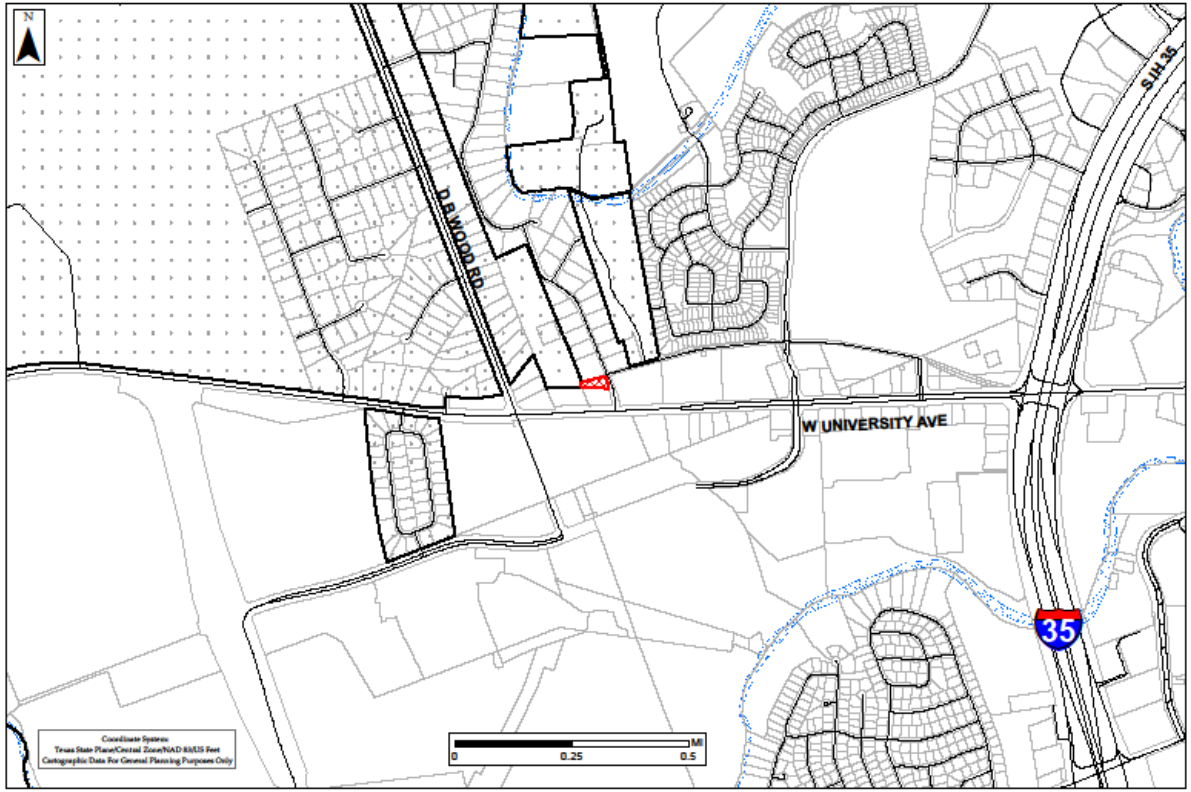 N
S IH 35
D B WOOD RD
W UNIVERSITY AVE
35
Coordinate System:
Texas State Plane/Central Zone/NAD 83/US Feet
Cartographic Data For General Planning Purposes Only
MI
0 0.25 0.5